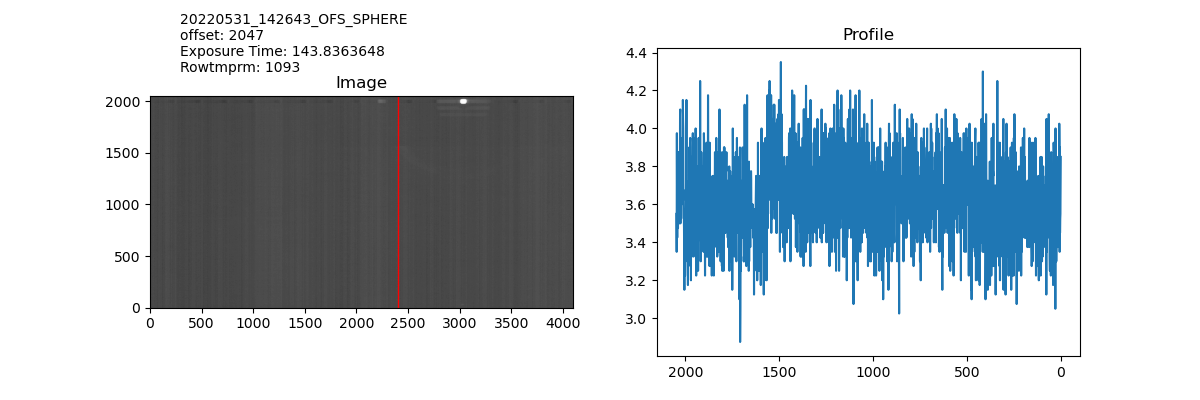 20220531_142643_OFS_SPHERE
offset: 2047
Exposure Time: 143.8363648
Rowtmprm: 1093
Image
2000
1500
1000
500
0
0 500 1000 1500 2000 2500 3000 3500 4000
Profile
4.4
4.2
4.0
3.8
3.6
3.4
3.2
3.0
2000 1500 1000 500 0